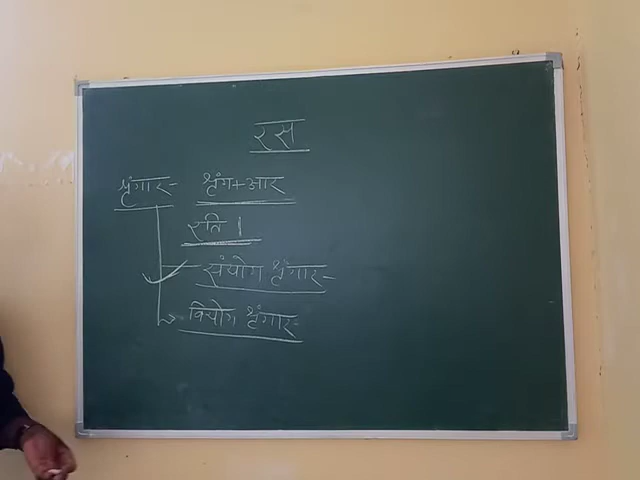 रस
श्रृंगार- श्रृंग+आर
रति ।
संयोग श्रृंगार-
वियोग श्रृंगार-